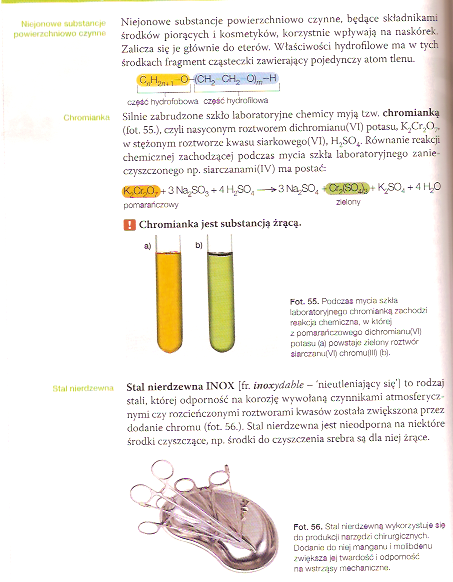 Niejonowe substancje
powierzchniowo czynne
Niejonowe substancje powierzchniowo czynne, będące składnikami
środków piorących i kosmetyków, korzystnie wpływają na naskórek.
Zalicza się je głównie do eterów. Właściwości hydrofilowe ma w tych
środkach fragment cząsteczki zawierający pojedynczy atom tlenu.
CₙH₂ₙ₊₁–O–(CH₂ CH₂–O)ₘ–H
część hydrofobowa część hydrofilowa
Chromianka
Silnie zabrudzone szkło laboratoryjne chemicy myją tzw. chromianką
(fot. 55.), czyli nasyconym roztworem dichromianu(VI) potasu, K₂Cr₂O₇,
w stężonym roztworze kwasu siarkowego(VI), H₂SO₄. Równanie reakcji
chemicznej zachodzącej podczas mycia szkła laboratoryjnego zanie-
czyszczonego np. siarczanami(IV) ma postać:
K₂Cr₂O₇ + 3 Na₂SO₃ + 4 H₂SO₄ → 3 Na₂SO₄ + Cr₂(SO₄)₃ + K₂SO₄ + 4 H₂O
pomarańczowy zielony
! Chromianka jest substancją żrącą.
a) b)
Fot. 55. Podczas mycia szkła
laboratoryjnego chromianką zachodzi
reakcja chemiczna, w której
z pomarańczowego dichromianu(VI)
potasu (a) powstaje zielony roztwór
siarczanu(VI) chromu(III) (b).
Stal nierdzewna
Stal nierdzewna INOX [fr. inoxydable – 'nieutleniający się'] to rodzaj
stali, której odporność na korozję wywołaną czynnikami atmosferycz-
nymi czy rozcieńczonymi roztworami kwasów została zwiększona przez
dodanie chromu (fot. 56.). Stal nierdzewna jest nieodporna na niektóre
środki czyszczące, np. środki do czyszczenia srebra są dla niej żrące.
Fot. 56. Stal nierdzewną wykorzystuje się
do produkcji narzędzi chirurgicznych.
Dodanie do niej manganu i molibdenu
zwiększa jej twardość i odporność
na wstrząsy mechaniczne.